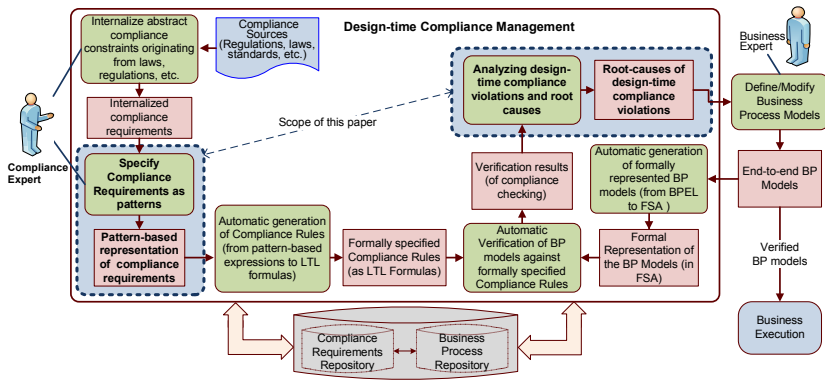 Design-time Compliance Management
Internalize abstract
compliance
constraints originating
from laws,
regulations, etc.
Compliance
Sources
(Regulations, laws,
standards, etc.)
Business
Expert
Analyzing design-
time compliance
violations and root
causes
Root-causes of
design-time
compliance
violations
Define/Modify
Business
Process Models
Internalized
compliance
requirements
Scope of this paper
Compliance
Expert
Specify
Compliance
Requirements as
patterns
Verification results
(of compliance
checking)
Automatic generation
of formally
represented BP
models (from BPEL
to FSA)
End-to-end BP
Models
Pattern-based
representation
of compliance
requirements
Automatic generation
of Compliance Rules
(from pattern-based
expressions to LTL
formulas)
Formally specified
Compliance Rules
(as LTL Formulas)
Automatic
Verification of BP
models against
formally specified
Compliance Rules
Formal
Representation of
the BP Models (in
FSA)
Verified
BP models
Compliance
Requirements
Repository
Business
Process
Repository
Business
Execution